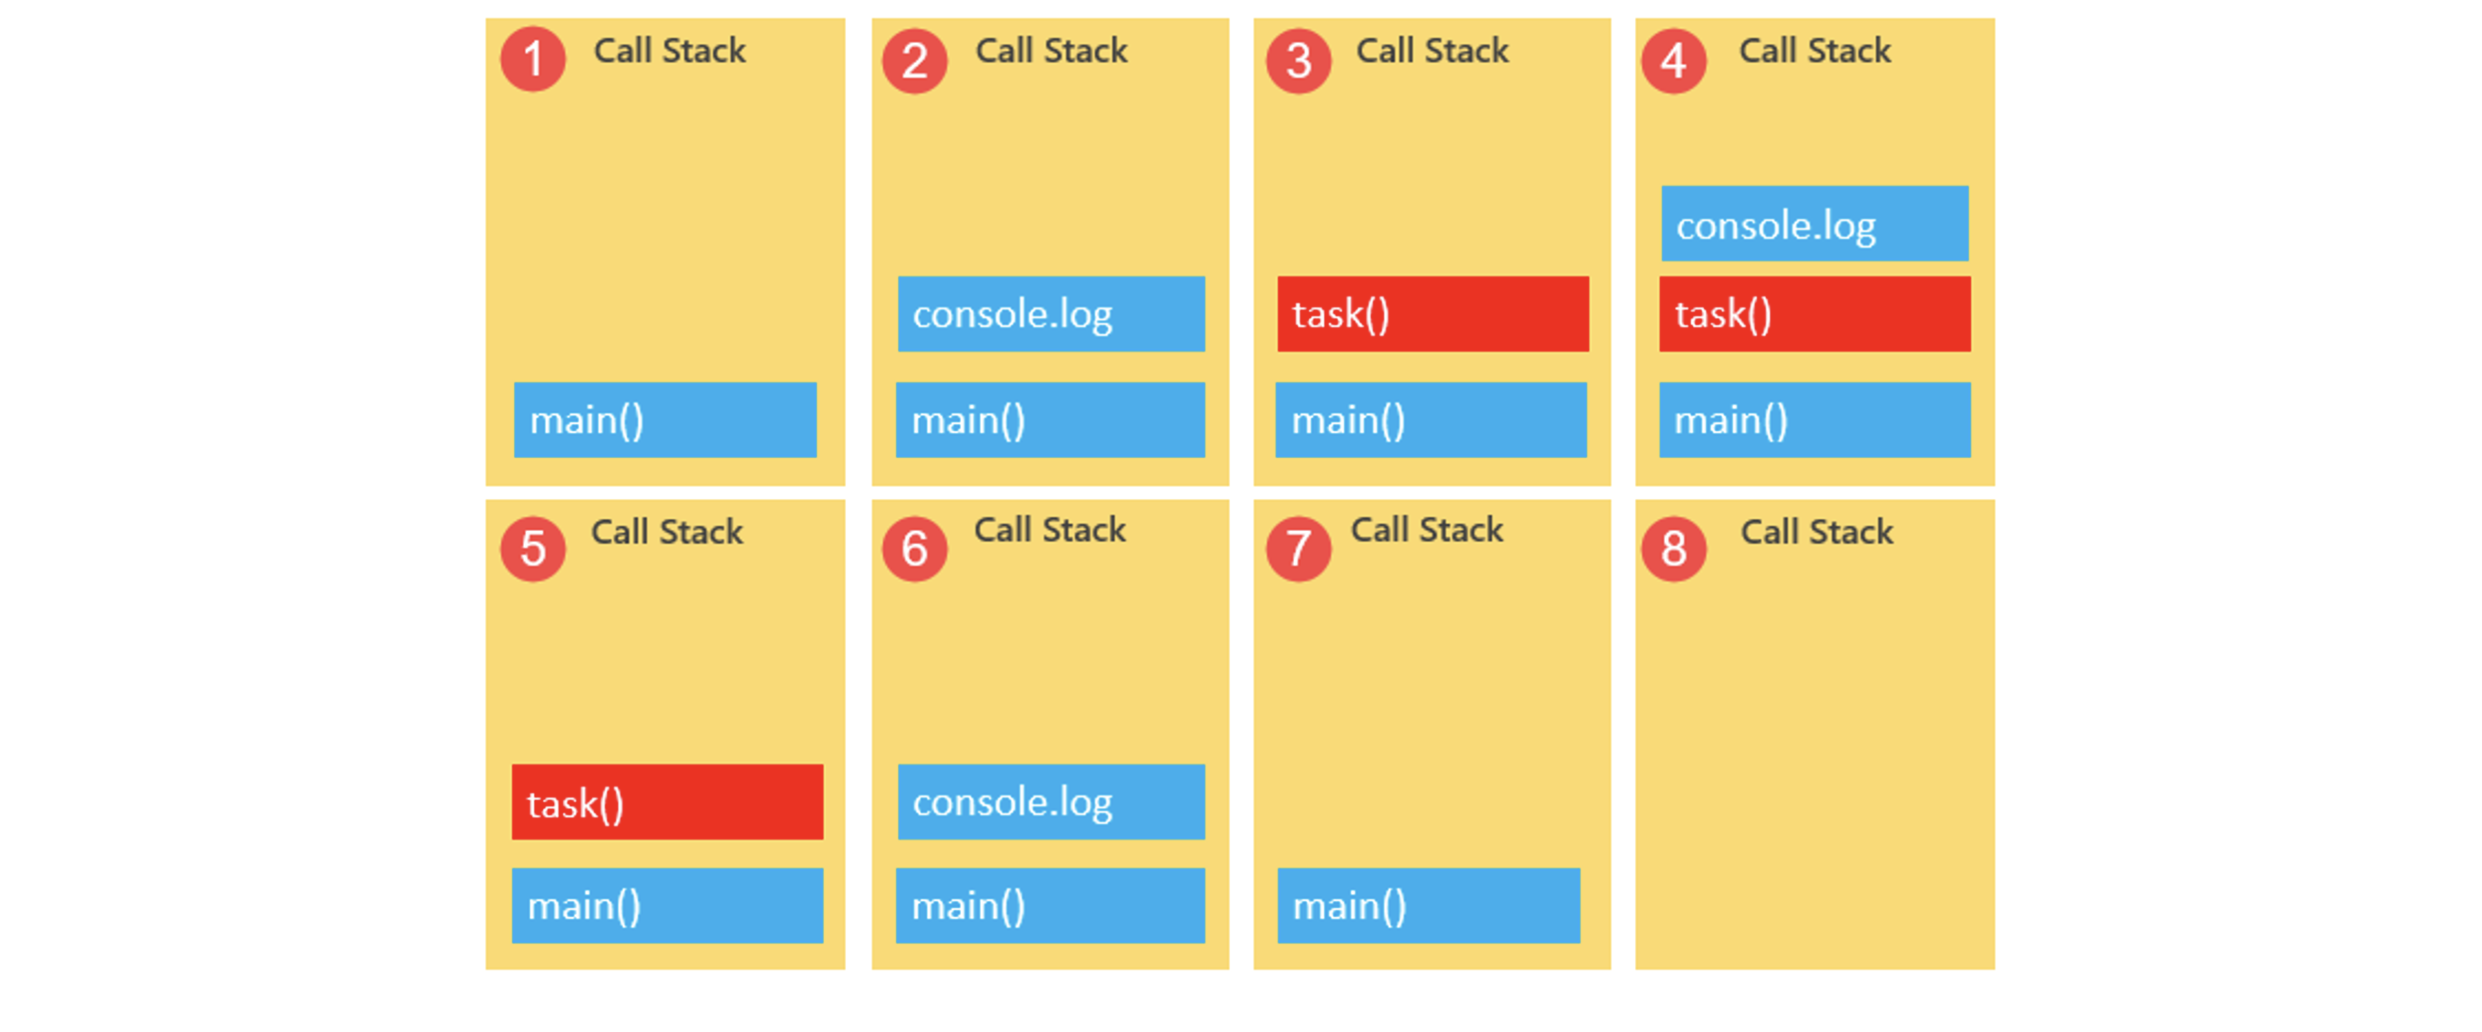 1 Call Stack
main()
2 Call Stack
console.log
main()
3 Call Stack
task()
main()
4 Call Stack
console.log
task()
main()
5 Call Stack
task()
main()
6 Call Stack
console.log
main()
7 Call Stack
main()
8 Call Stack